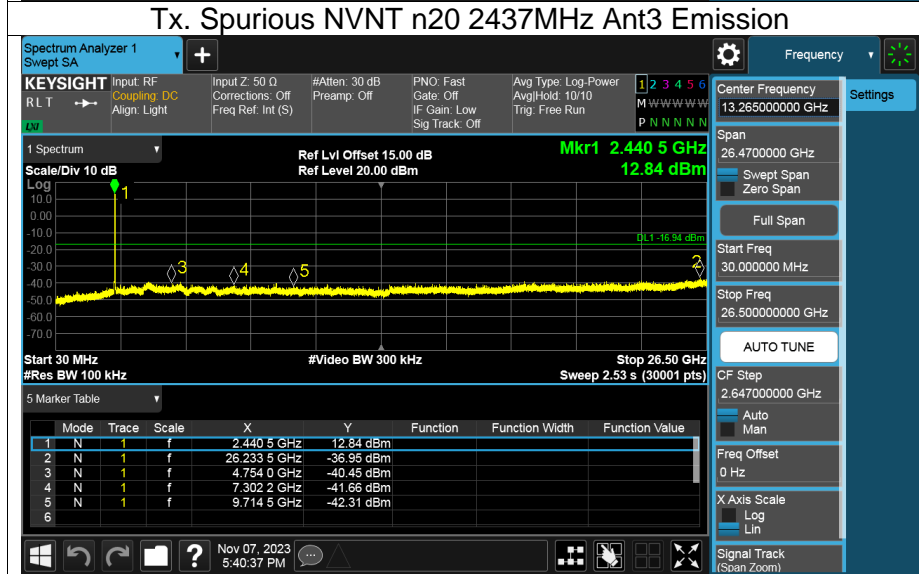 Tx. Spurious NVNT n20 2437MHz Ant3 Emission
Spectrum Analyzer 1
Swept SA
+
Frequency
KEYSIGHT Input: RF Input Z: 50 Ω #Atten: 30 dB PNO: Fast Avg Type: Log-Power 1 2 3 4 5 6
RLT Coupling: DC Corrections: Off Preamp: Off Gate: Off Avg|Hold: 10/10 M W W W W W
Align: Light Freq Ref: Int (S) IF Gain: Low Trig: Free Run
LXI Sig Track: Off P N N N N N
1 Spectrum
Scale/Div 10 dB
Ref Lvl Offset 15.00 dB
Ref Level 20.00 dBm
Mkr1 2.440 5 GHz
12.84 dBm
Log
10.0
0.00
-10.0
-20.0
-30.0
-40.0
-50.0
-60.0
-70.0
1
DL1 -16.94 dBm
3
4
5
2
Start 30 MHz #Video BW 300 kHz Stop 26.50 GHz
#Res BW 100 kHz Sweep 2.53 s (30001 pts)
5 Marker Table
Mode Trace Scale X Y Function Function Width Function Value
1 N 1 f 2.440 5 GHz 12.84 dBm
2 N 1 f 26.233 5 GHz -36.95 dBm
3 N 1 f 4.754 0 GHz -40.45 dBm
4 N 1 f 7.302 2 GHz -41.66 dBm
5 N 1 f 9.714 5 GHz -42.31 dBm
6
Center Frequency
13.265000000 GHz
Settings
Span
26.4700000 GHz
Swept Span
Zero Span
Full Span
Start Freq
30.000000 MHz
Stop Freq
26.500000000 GHz
AUTO TUNE
CF Step
2.647000000 GHz
Auto
Man
Freq Offset
0 Hz
X Axis Scale
Log
Lin
Signal Track
(Span Zoom)
?
Nov 07, 2023
5:40:37 PM